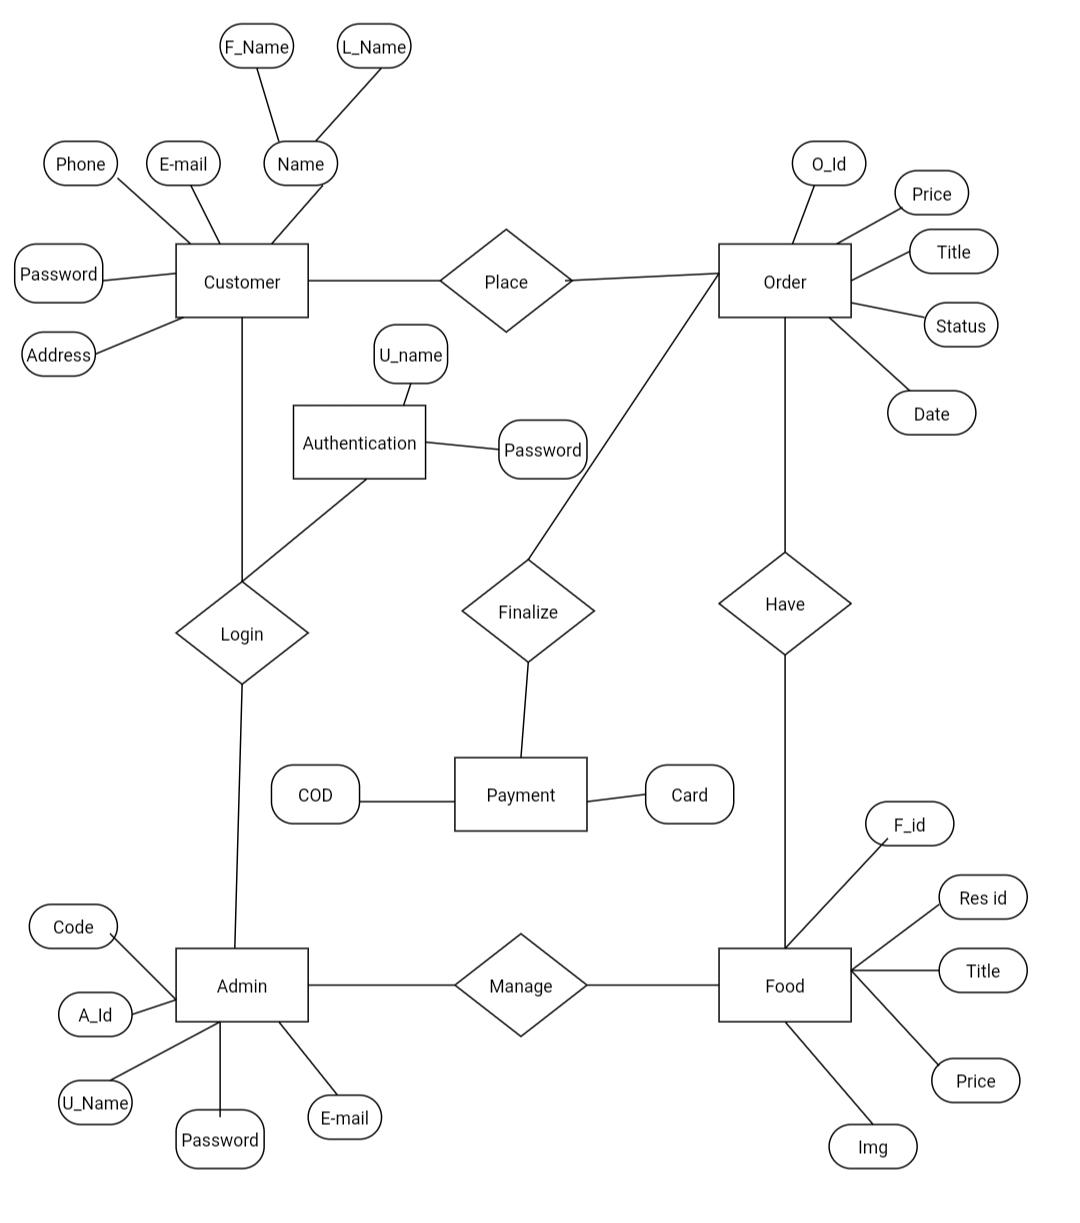 F_Name
L_Name
Phone
E-mail
Name
O_Id
Price
Password
Customer
Place
Order
Title
Address
U_name
Status
Authentication
Password
Date
Login
Finalize
Have
COD
Payment
Card
F_id
Code
Res id
Admin
Manage
Food
Title
A_Id
U_Name
Password
E-mail
Price
Img